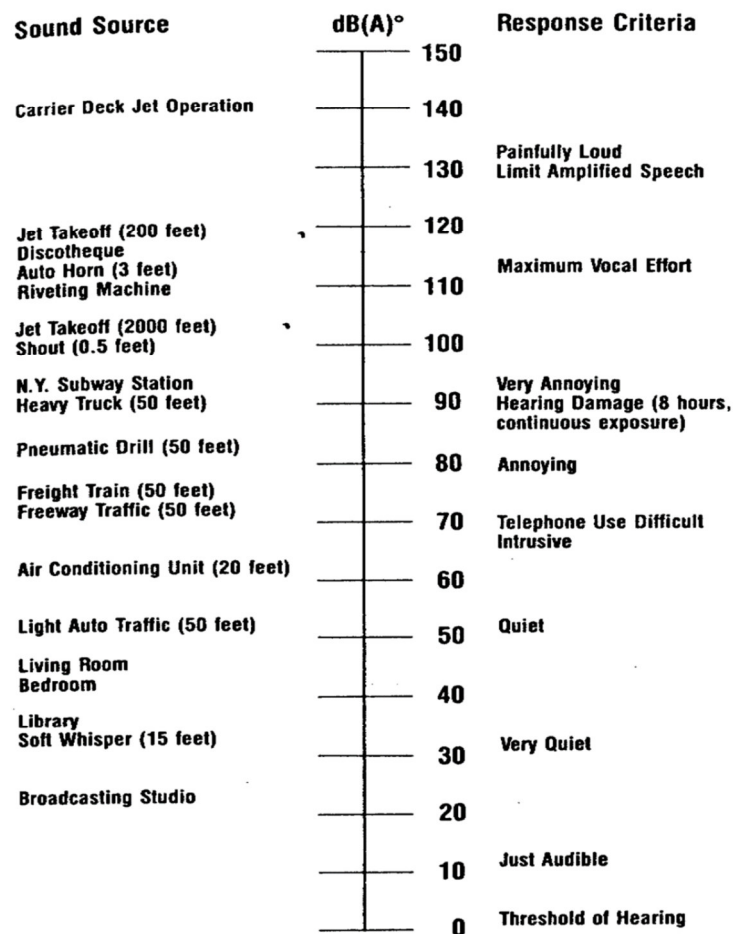 Sound Source dB(A)° Response Criteria
150
Carrier Deck Jet Operation 140
Painfully Loud
130 Limit Amplified Speech
120
Jet Takeoff (200 feet)
Discotheque
Auto Horn (3 feet) Maximum Vocal Effort
Riveting Machine 110
Jet Takeoff (2000 feet)
Shout (0.5 feet) 100
N.Y. Subway Station Very Annoying
Heavy Truck (50 feet) 90 Hearing Damage (8 hours,
continuous exposure)
Pneumatic Drill (50 feet)
80 Annoying
Freight Train (50 feet)
Freeway Traffic (50 feet)
70 Telephone Use Difficult
Intrusive
Air Conditioning Unit (20 feet)
60
Light Auto Traffic (50 feet) 50 Quiet
Living Room
Bedroom 40
Library
Soft Whisper (15 feet) 30 Very Quiet
Broadcasting Studio
20
10 Just Audible
0 Threshold of Hearing